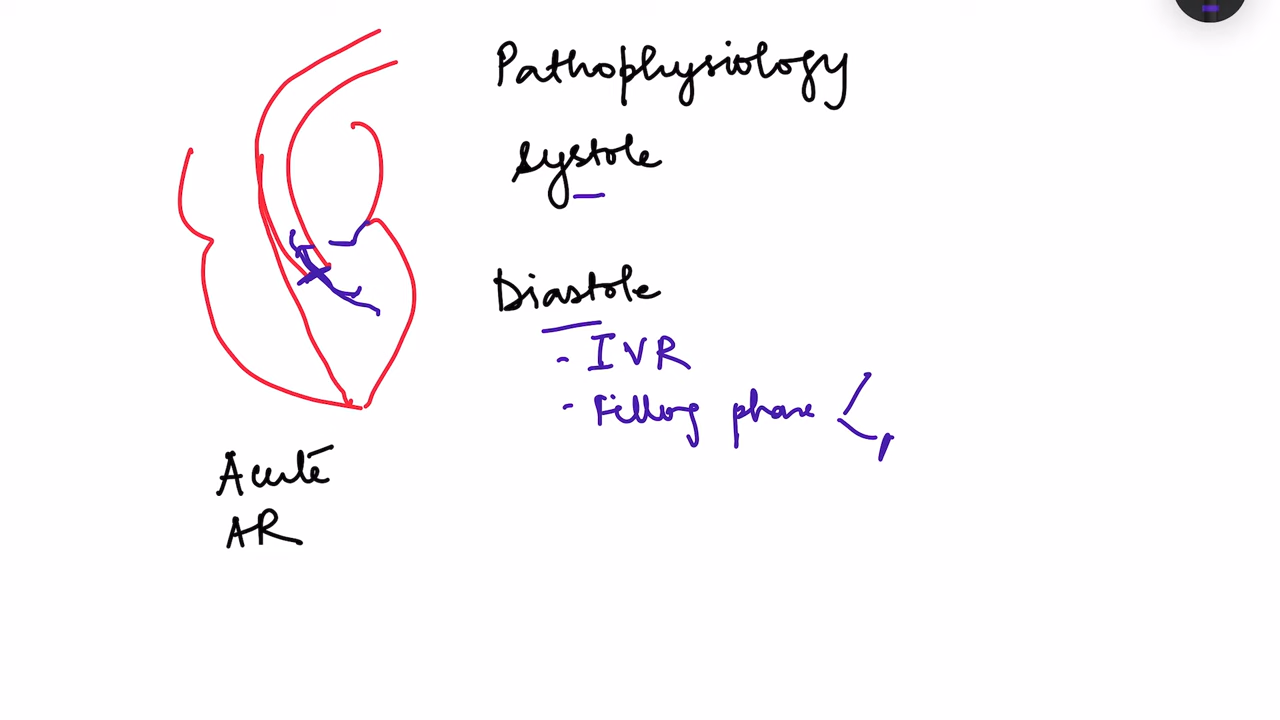 Pathophysiology
Systole
Diastole
- IVR
- Filling phase
Acute
AR